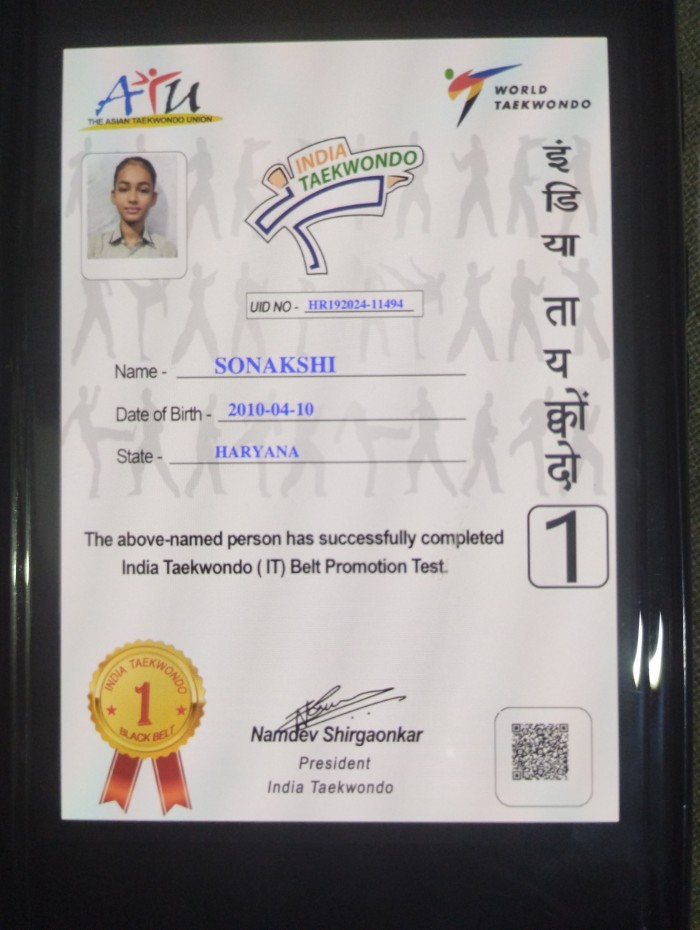 ATU
THE ASIAN TAEKWONDO UNION
WORLD
TAEKWONDO
INDIA
TAEKWONDO
इंडिया तायक्वोंदो
1
UID NO - HR192024-11494
Name - SONAKSHI
Date of Birth - 2010-04-10
State - HARYANA
The above-named person has successfully completed
India Taekwondo ( IT) Belt Promotion Test.
INDIA TAEKWONDO
1
BLACK BELT
Namdev Shirgaonkar
President
India Taekwondo